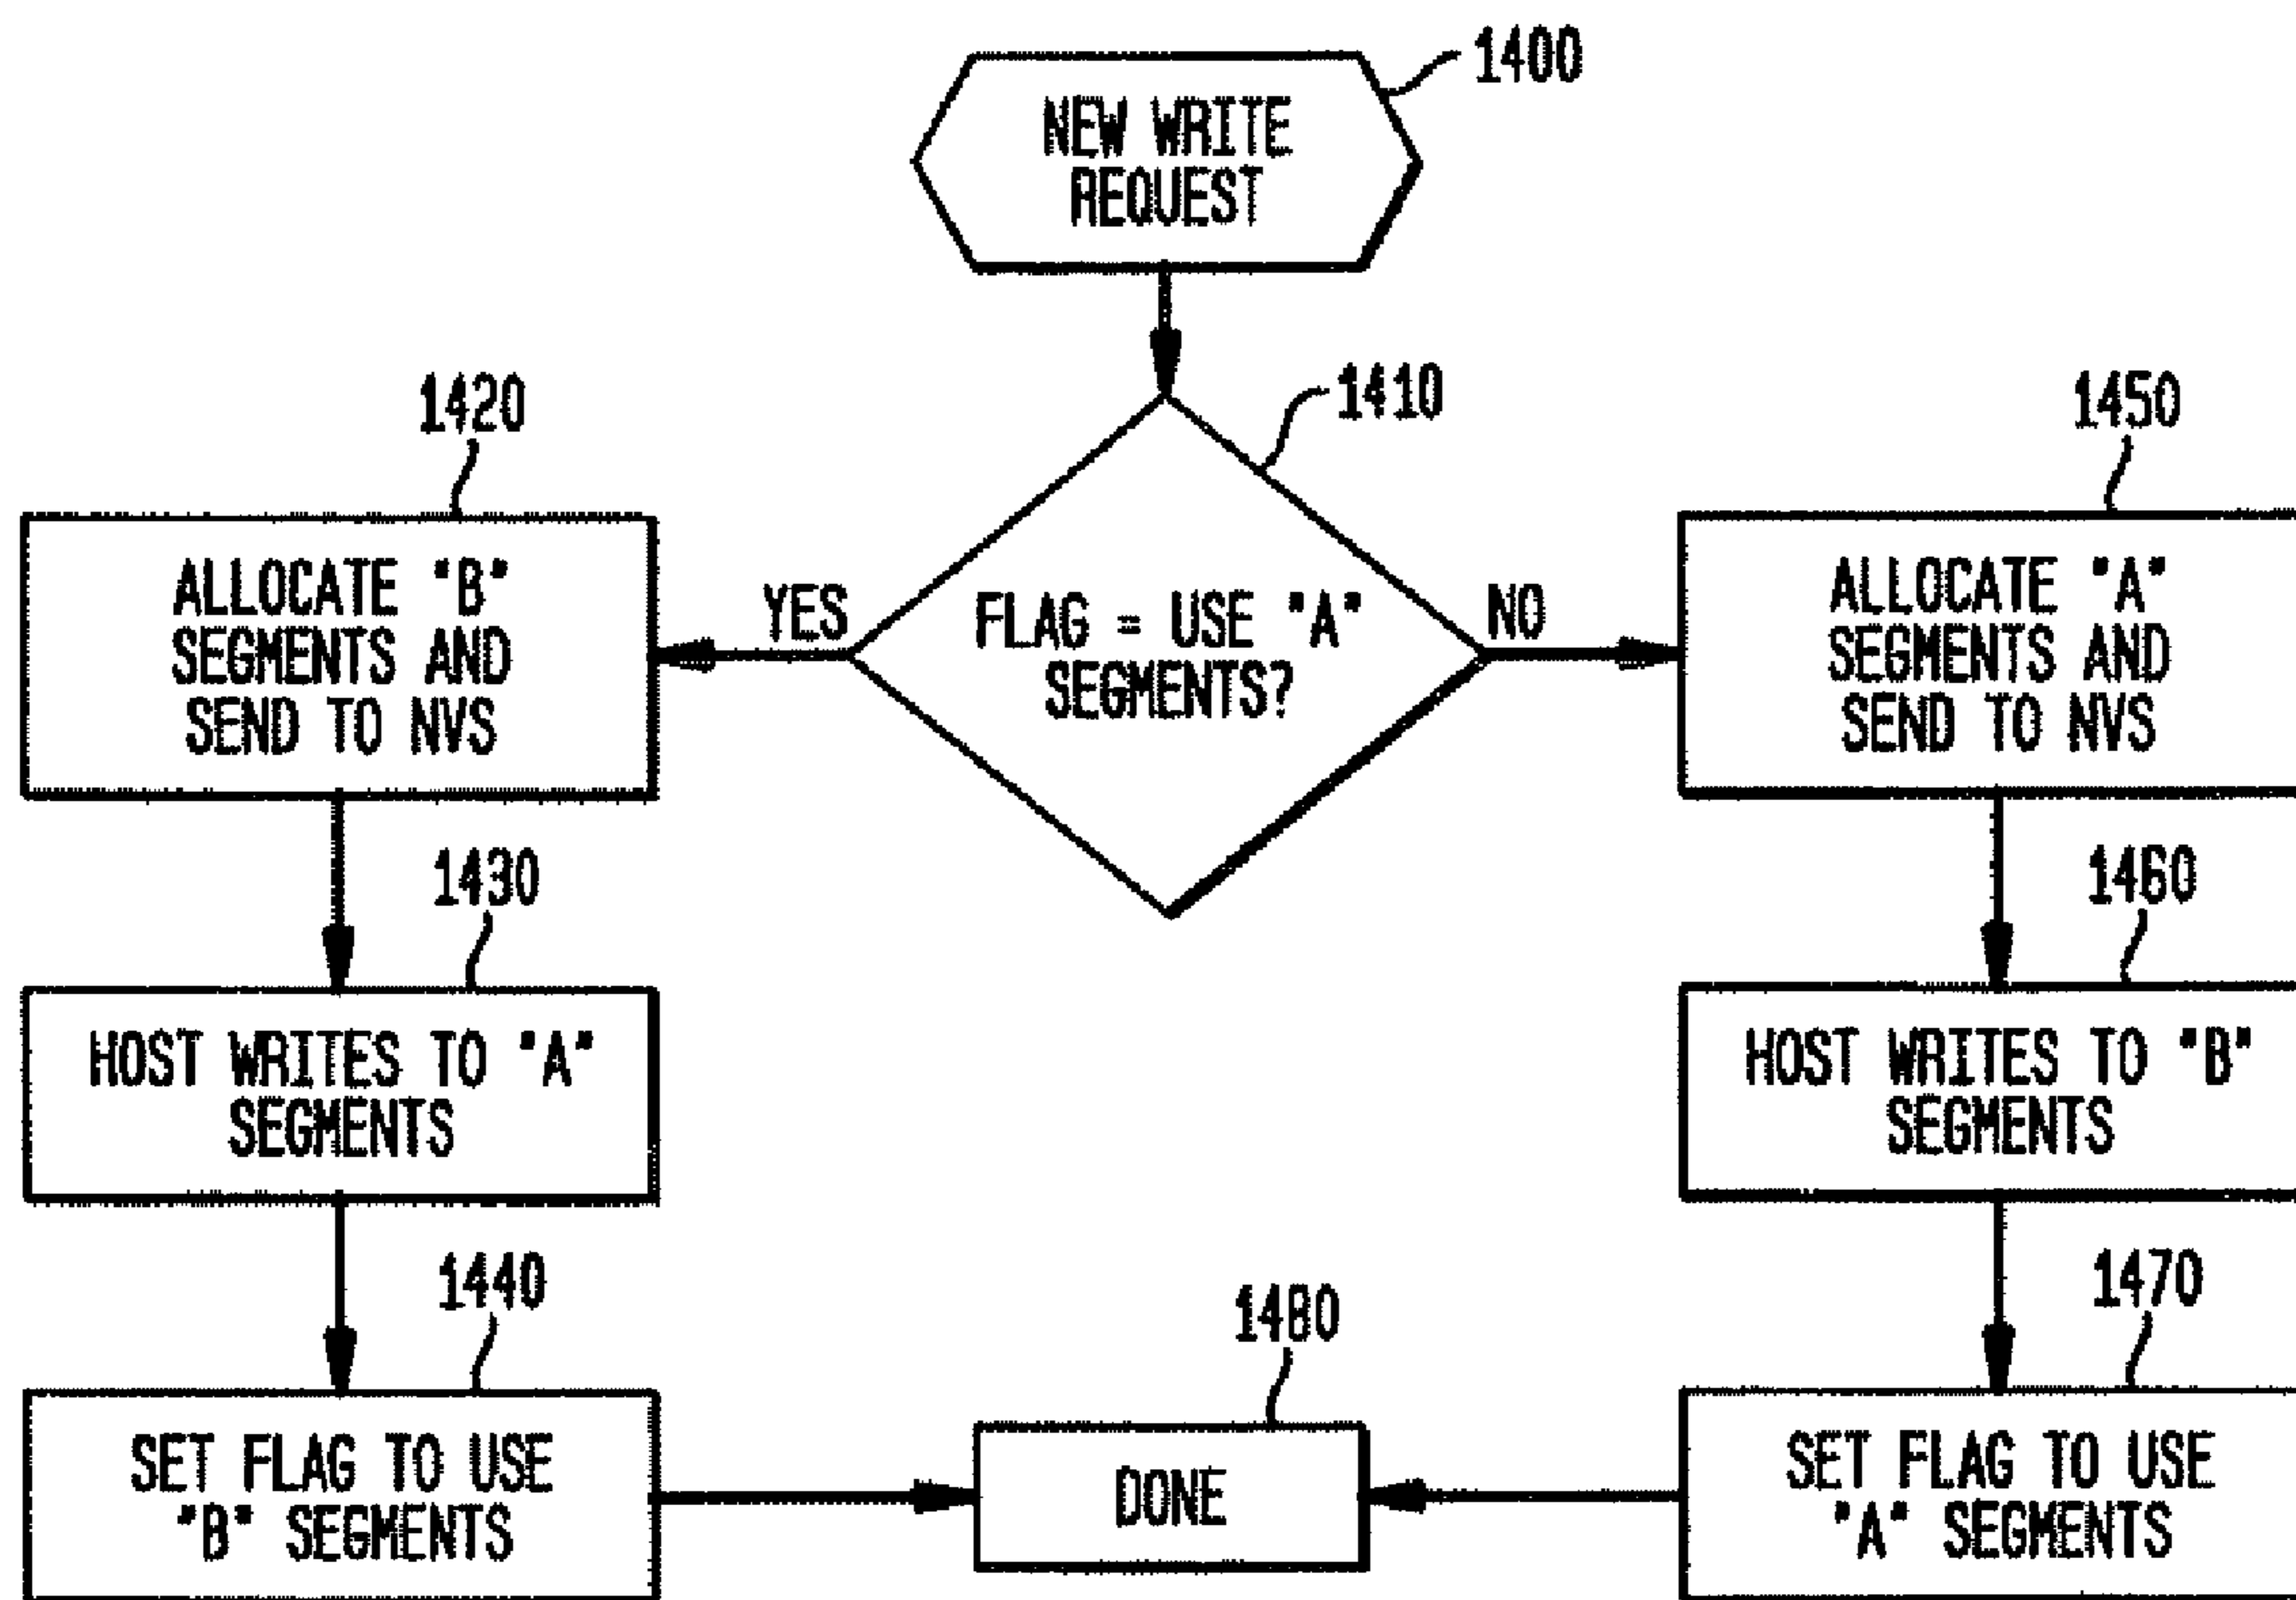 1400
NEW WRITE
REQUEST
1410
FLAG = USE "A"
SEGMENTS?
YES
NO
1420
ALLOCATE "B"
SEGMENTS AND
SEND TO NVS
1450
ALLOCATE "A"
SEGMENTS AND
SEND TO NVS
1430
HOST WRITES TO "A"
SEGMENTS
1460
HOST WRITES TO "B"
SEGMENTS
1440
SET FLAG TO USE
"B" SEGMENTS
1480
DONE
1470
SET FLAG TO USE
"A" SEGMENTS